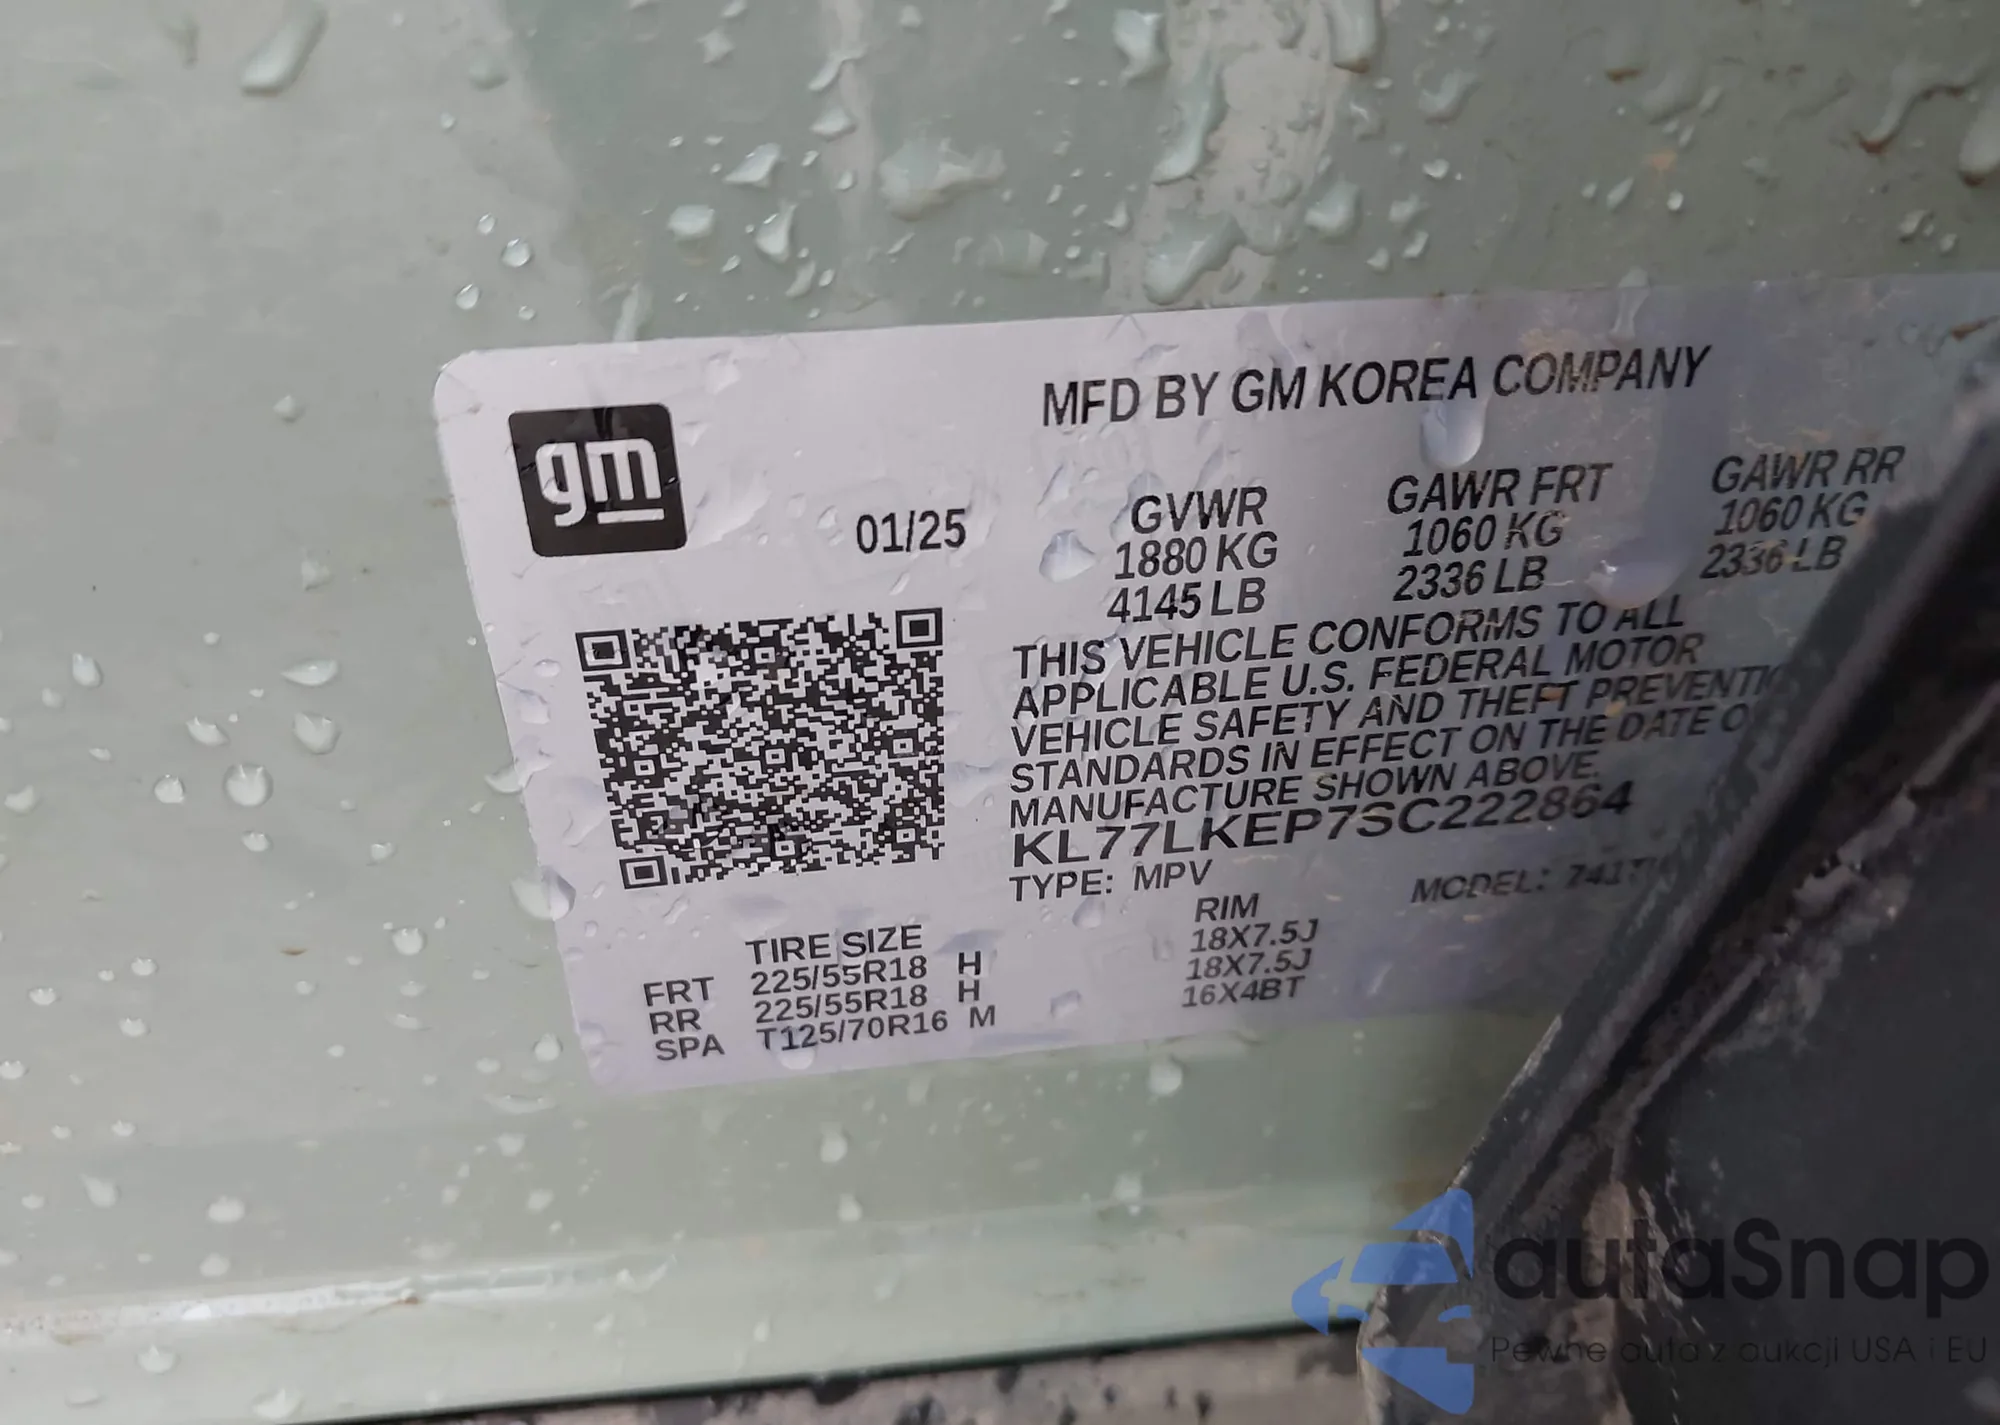 gm
MFD BY GM KOREA COMPANY
01/25
GVWR GAWR FRT GAWR RR
1880 KG 1060 KG 1060 KG
4145 LB 2336 LB 2336 LB
THIS VEHICLE CONFORMS TO ALL
APPLICABLE U.S. FEDERAL MOTOR
VEHICLE SAFETY AND THEFT PREVENTI
STANDARDS IN EFFECT ON THE DATE O
MANUFACTURE SHOWN ABOVE.
KL77LKEP7SC222864
TYPE: MPV MODEL:
TIRE SIZE RIM
FRT 225/55R18 H 18X7.5J
RR 225/55R18 H 18X7.5J
SPA T125/70R16 M 16X4BT
autaSnap
Pewne auta z aukcji USA i EU